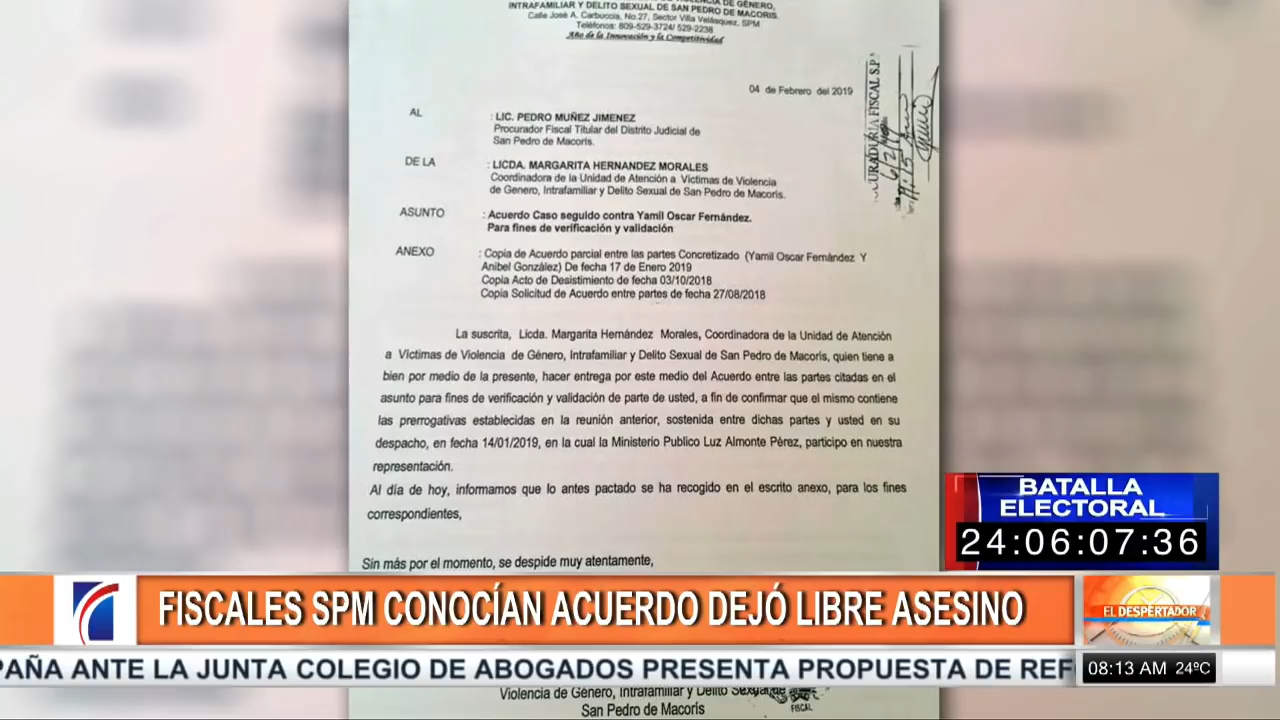 INTRAFAMILIAR Y DELITO SEXUAL DE SAN PEDRO DE MACORIS.
Calle José A. Carbuccia, No.27, Sector Villa Velásquez, SPM
Teléfonos: 809-529-3724/ 529-2238
Año de la Innovación y la Competitividad
04 de Febrero del 2019
AL : LIC. PEDRO MUÑEZ JIMENEZ
Procurador Fiscal Titular del Distrito Judicial de
San Pedro de Macorís.
DE LA : LICDA. MARGARITA HERNANDEZ MORALES
Coordinadora de la Unidad de Atención a Victimas de Violencia
de Genero, Intrafamiliar y Delito Sexual de San Pedro de Macorís.
ASUNTO : Acuerdo Caso seguido contra Yamil Oscar Fernández.
Para fines de verificación y validación
ANEXO : Copia de Acuerdo parcial entre las partes Concretizado (Yamil Oscar Fernández Y
Anibel González) De fecha 17 de Enero 2019
Copia Acto de Desistimiento de fecha 03/10/2018
Copia Solicitud de Acuerdo entre partes de fecha 27/08/2018
La suscrita, Licda. Margarita Hernández Morales, Coordinadora de la Unidad de Atención
a Víctimas de Violencia de Género, Intrafamiliar y Delito Sexual de San Pedro de Macorís, quien tiene a
bien por medio de la presente, hacer entrega por este medio del Acuerdo entre las partes citadas en el
asunto para fines de verificación y validación de parte de usted, a fin de confirmar que el mismo contiene
las prerrogativas establecidas en la reunión anterior, sostenida entre dichas partes y usted en su
despacho, en fecha 14/01/2019, en la cual la Ministerio Publico Luz Almonte Pérez, participo en nuestra
representación.
Al día de hoy, informamos que lo antes pactado se ha recogido en el escrito anexo, para los fines
correspondientes,
Sin más por el momento, se despide muy atentamente,
BATALLA
ELECTORAL
24:06:07:36
FISCALES SPM CONOCÍAN ACUERDO DEJÓ LIBRE ASESINO
EL DESPERTADOR
PAÑA ANTE LA JUNTA COLEGIO DE ABOGADOS PRESENTA PROPUESTA DE REF
08:13 AM 24ºC
Violencia de Género, Intrafamiliar y Delito Sexual de
San Pedro de Macorís
FISCAL